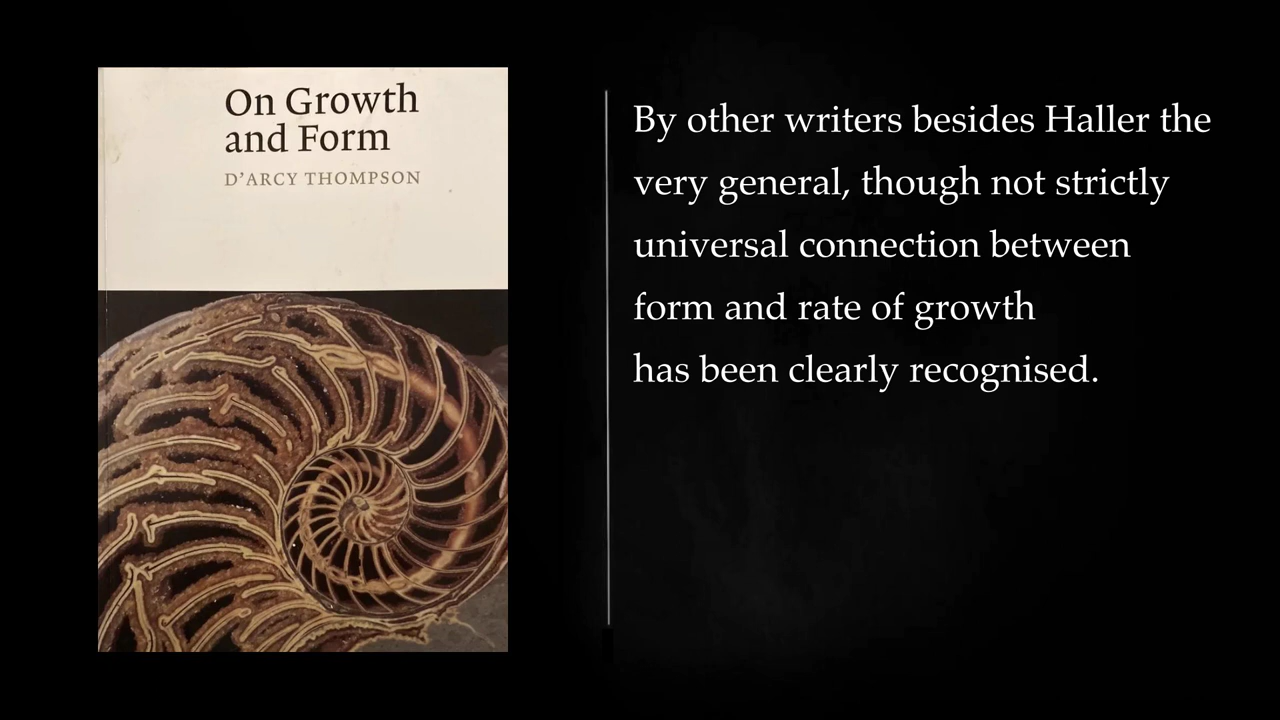 On Growth
and Form
D'ARCY THOMPSON
By other writers besides Haller the
very general, though not strictly
universal connection between
form and rate of growth
has been clearly recognised.